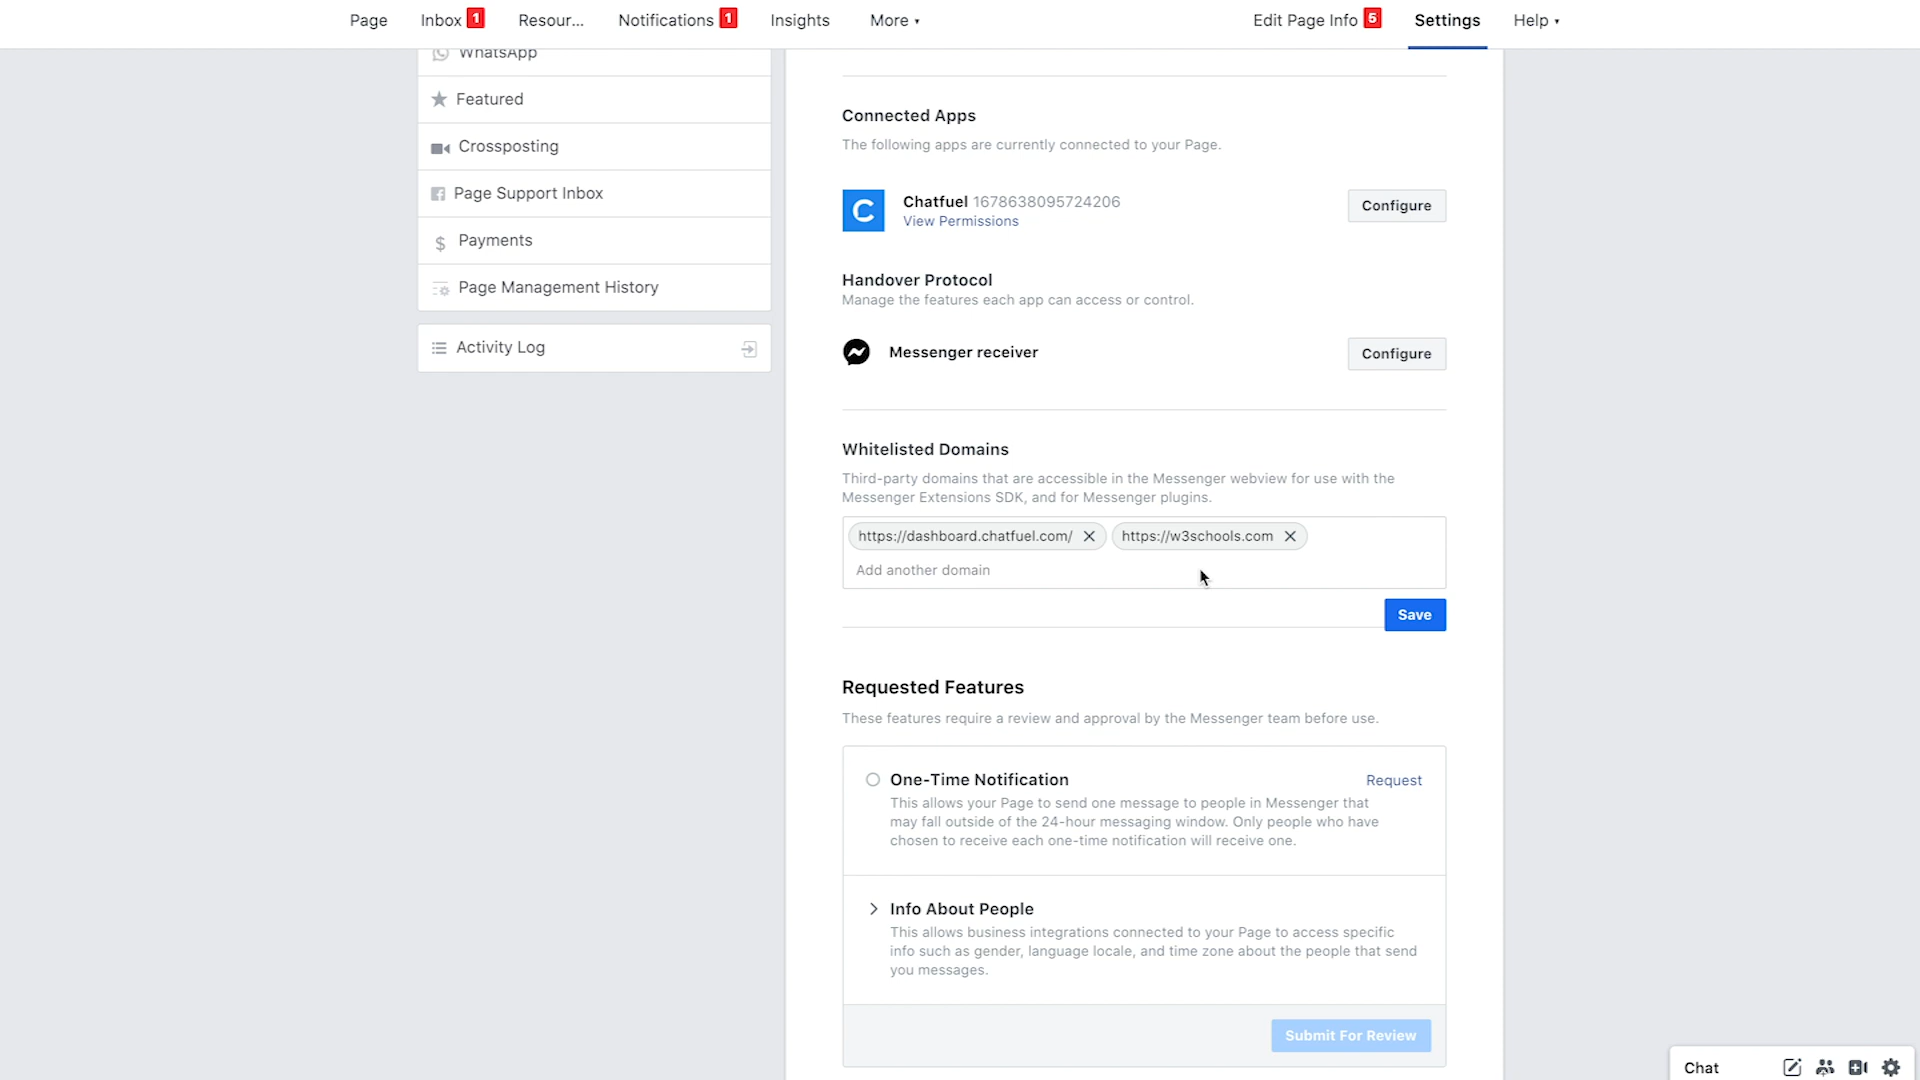 Page
Inbox 1
Resour...
Notifications 1
Insights
More
Edit Page Info 5
Settings
Help
WhatsApp
Featured
Crossposting
Page Support Inbox
Payments
Page Management History
Activity Log
Connected Apps
The following apps are currently connected to your Page.
C
Chatfuel 1678638095724206
View Permissions
Configure
Handover Protocol
Manage the features each app can access or control.
Messenger receiver
Configure
Whitelisted Domains
Third-party domains that are accessible in the Messenger webview for use with the
Messenger Extensions SDK, and for Messenger plugins.
https://dashboard.chatfuel.com/
https://w3schools.com
Add another domain
Save
Requested Features
These features require a review and approval by the Messenger team before use.
One-Time Notification
Request
This allows your Page to send one message to people in Messenger that
may fall outside of the 24-hour messaging window. Only people who have
chosen to receive each one-time notification will receive one.
Info About People
This allows business integrations connected to your Page to access specific
info such as gender, language locale, and time zone about the people that send
you messages.
Submit For Review
Chat